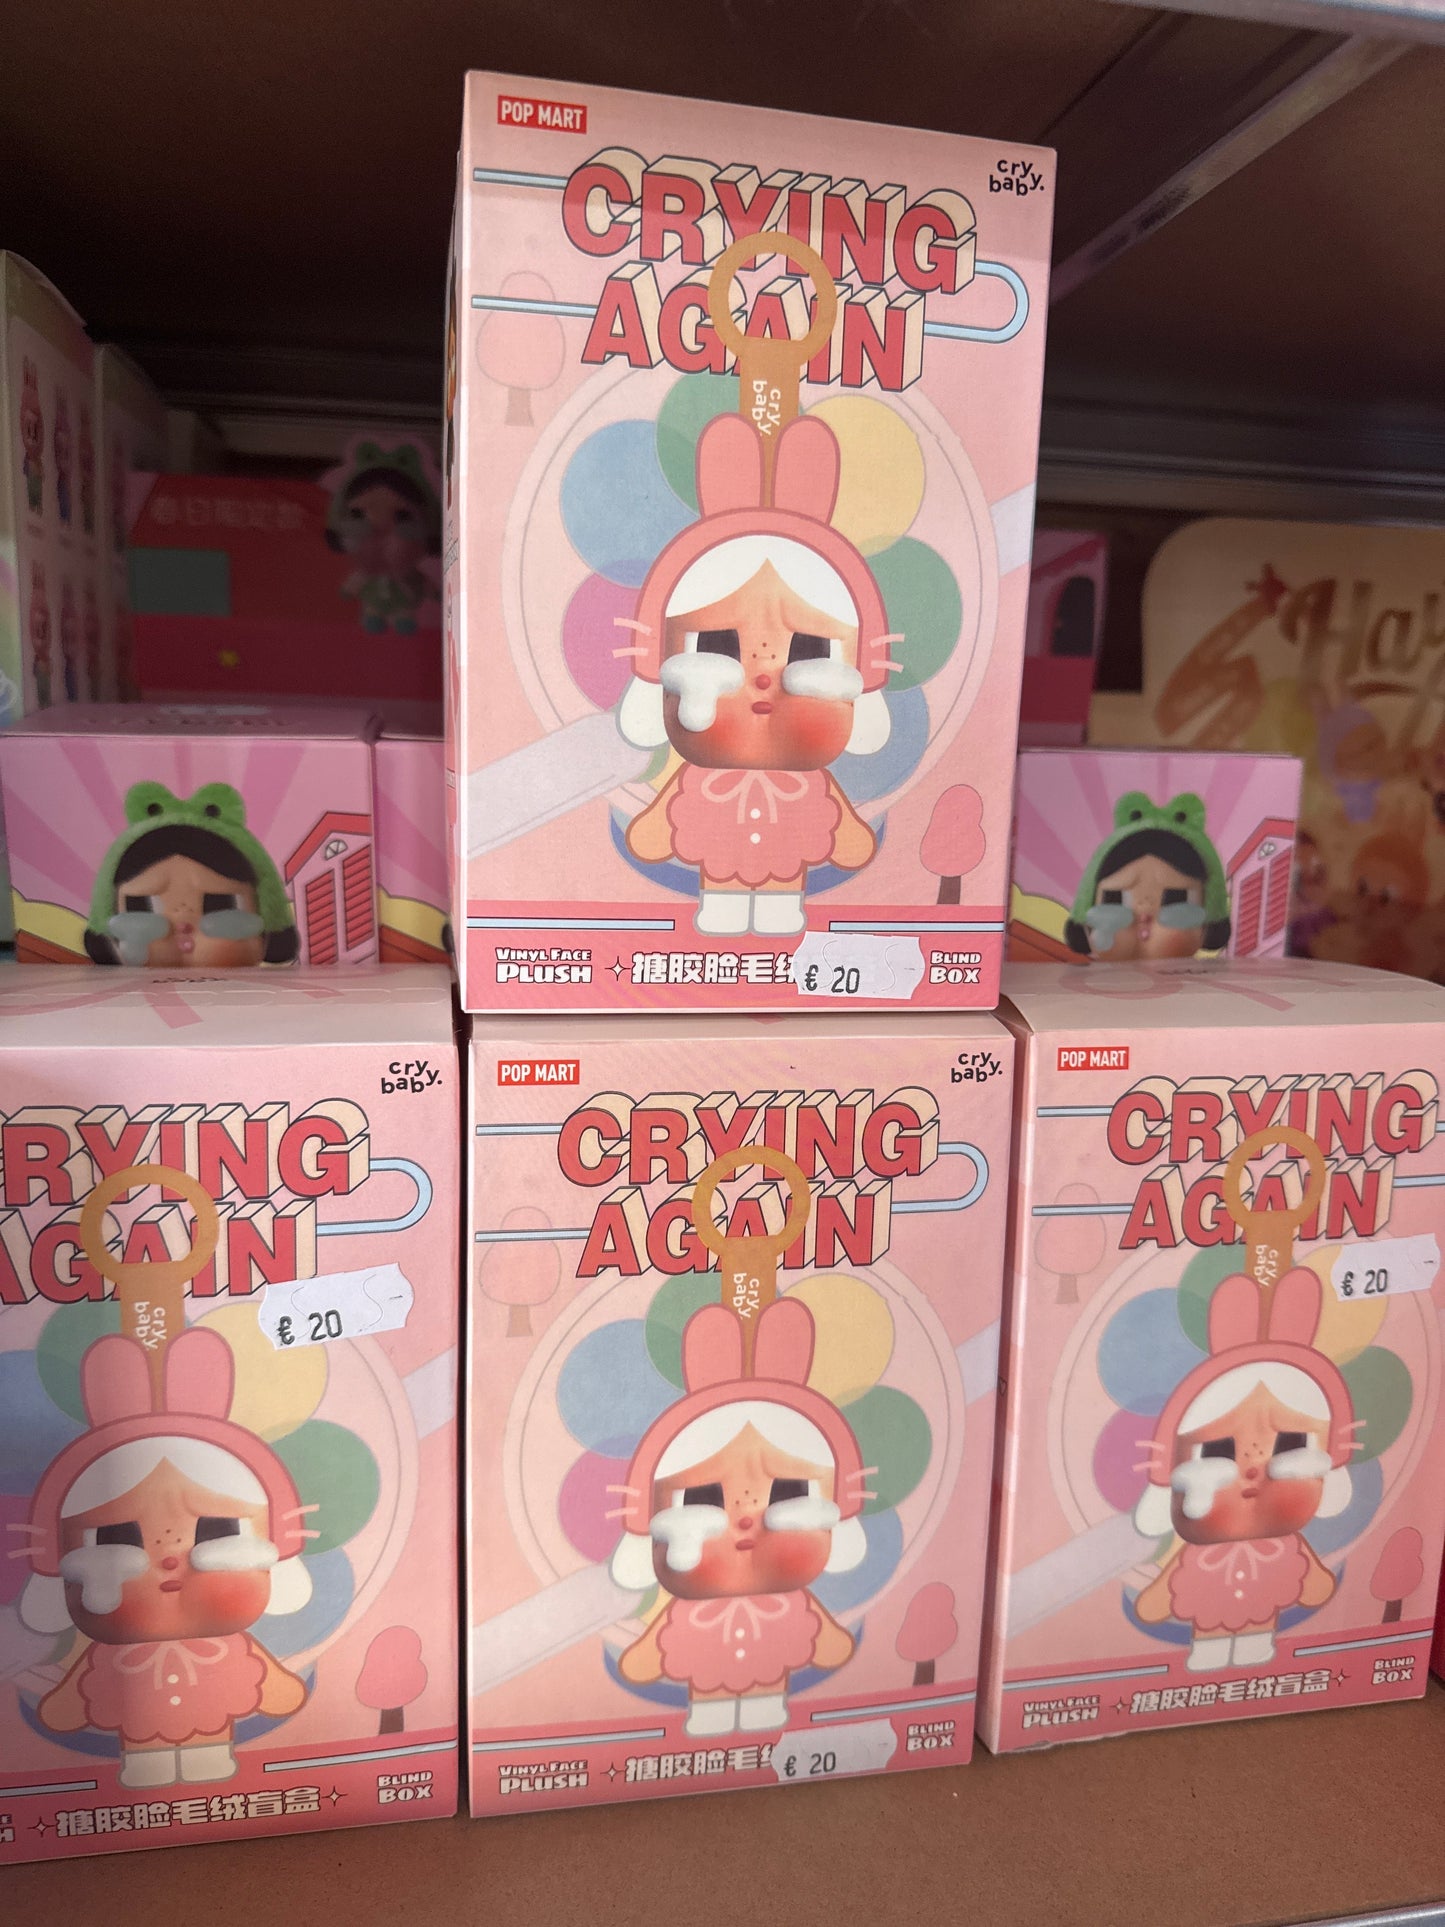 POP MART
cry
baby.
CRYING
AGAIN
cry
baby.
VINYL FACE
PLUSH
搪胶脸毛绒
€ 20
BLIND
BOX
cry
baby.
RYING
AGAIN
cry
baby.
€ 20
搪胶脸毛绒盲盒
BLIND
BOX
POP MART
cry
baby.
CRYING
AGAIN
cry
baby.
VINYL FACE
PLUSH
搪胶脸毛
€ 20
BLIND
BOX
POP MART
CRYING
AGAIN
cry
baby.
€ 20
VINYL FACE
PLUSH
搪胶脸毛绒盲盒
BLIND
BOX